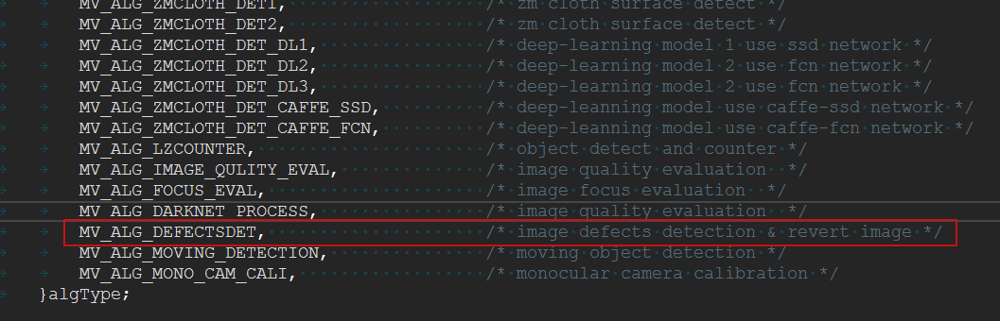 MV_ALG_ZMCLOTH_DET1, /* zm cloth surface detect */
MV_ALG_ZMCLOTH_DET2, /* zm cloth surface detect */
MV_ALG_ZMCLOTH_DET_DL1, /* deep-learning model 1 use ssd network */
MV_ALG_ZMCLOTH_DET_DL2, /* deep-learning model 2 use fcn network */
MV_ALG_ZMCLOTH_DET_DL3, /* deep-learning model 2 use fcn network */
MV_ALG_ZMCLOTH_DET_CAFFE_SSD, /* deep-learning model use caffe-ssd network */
MV_ALG_ZMCLOTH_DET_CAFFE_FCN, /* deep-learning model use caffe-fcn network */
MV_ALG_LZCOUNTER, /* object detect and counter */
MV_ALG_IMAGE_QULITY_EVAL, /* image quality evaluation */
MV_ALG_FOCUS_EVAL, /* image focus evaluation */
MV_ALG_DARKNET_PROCESS, /* image quality evaluation */
MV_ALG_DEFECTSDET, /* image defects detection & revert image */
MV_ALG_MOVING_DETECTION, /* moving object detection */
MV_ALG_MONO_CAM_CALI, /* monocular camera calibration */
}algType;